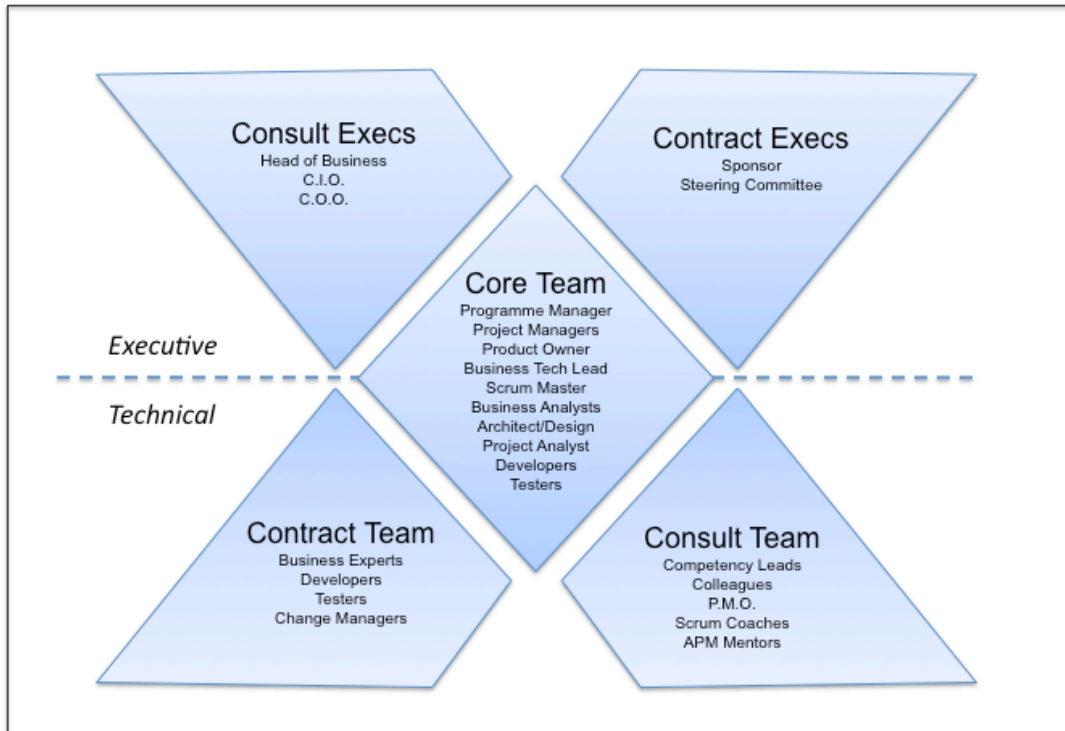 Consult Execs
Head of Business
C.I.O.
C.O.O.
Contract Execs
Sponsor
Steering Committee
Core Team
Programme Manager
Project Managers
Product Owner
Business Tech Lead
Scrum Master
Business Analysts
Architect/Design
Project Analyst
Developers
Testers
Executive
Technical
Contract Team
Business Experts
Developers
Testers
Change Managers
Consult Team
Competency Leads
Colleagues
P.M.O.
Scrum Coaches
APM Mentors